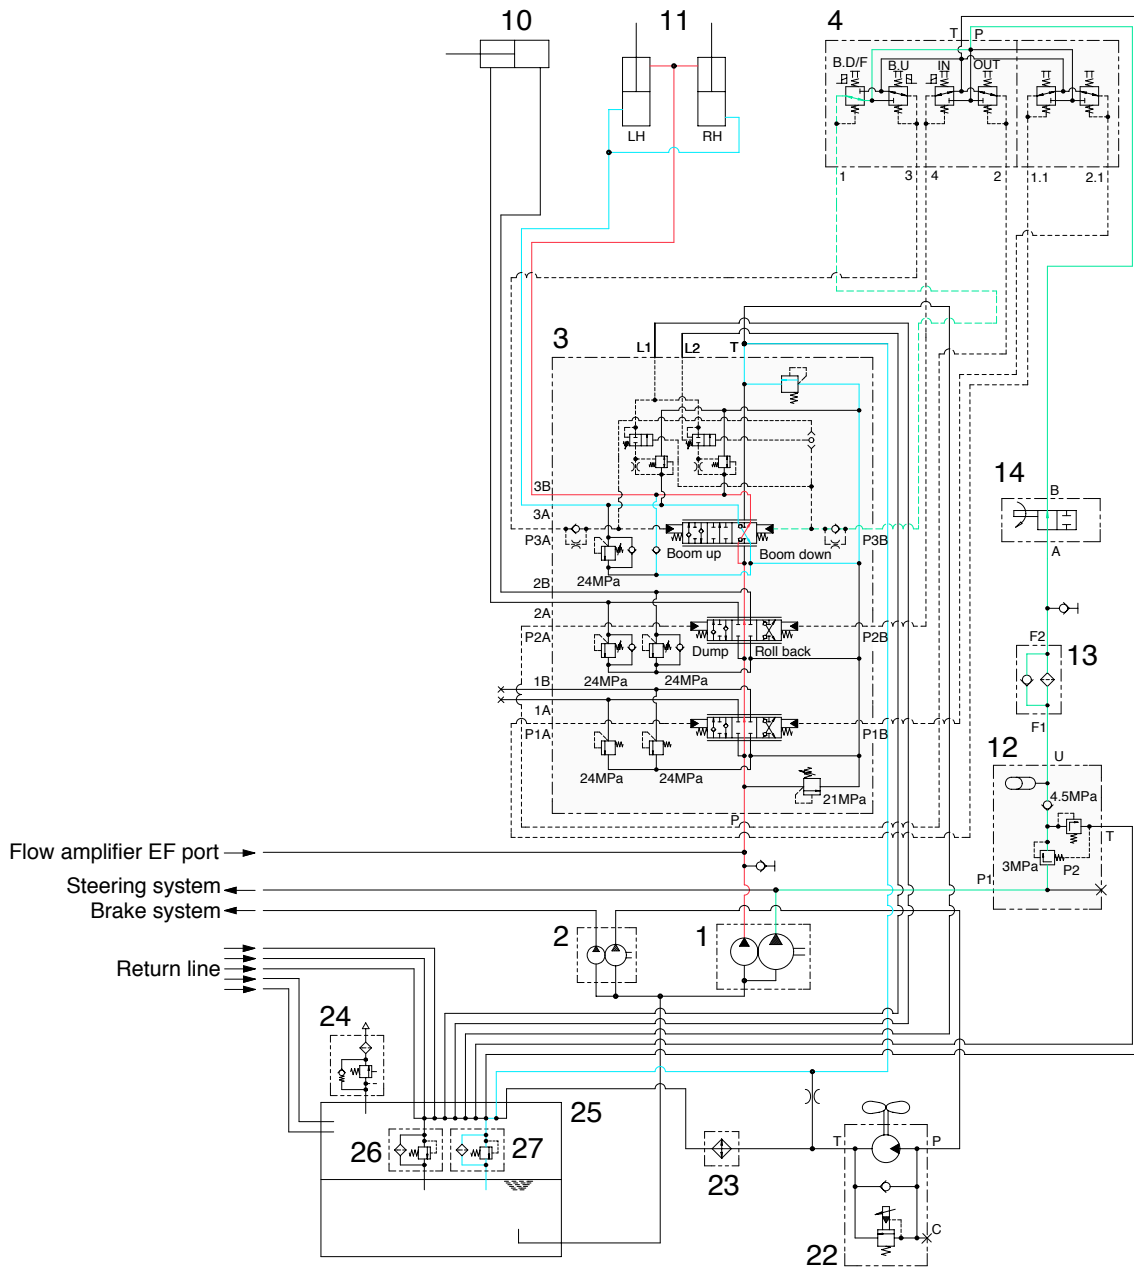 10
11
4
T
P
B.D/F
B.U
IN
OUT
LH
RH
1
3
4
2
1.1
2.1
3
L1
L2
T
14
B
A
3B
3A
P3A
Boom up
Boom down
P3B
24MPa
2B
2A
P2A
P2B
Dump
Roll back
24MPa
24MPa
1B
1A
P1A
P1B
24MPa
24MPa
21MPa
P
F2
13
F1
12
U
4.5MPa
T
3MPa
P2
P1
Flow amplifier EF port
Steering system
Brake system
2
1
Return line
24
25
26
27
23
T
P
C
22